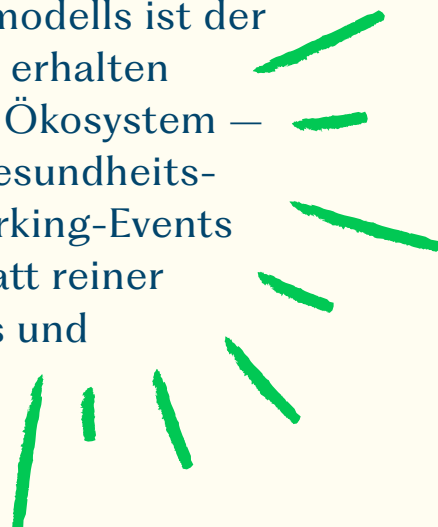 modells ist der
erhalten
Ökosystem —
esundheits-
rking-Events
att reiner
s und